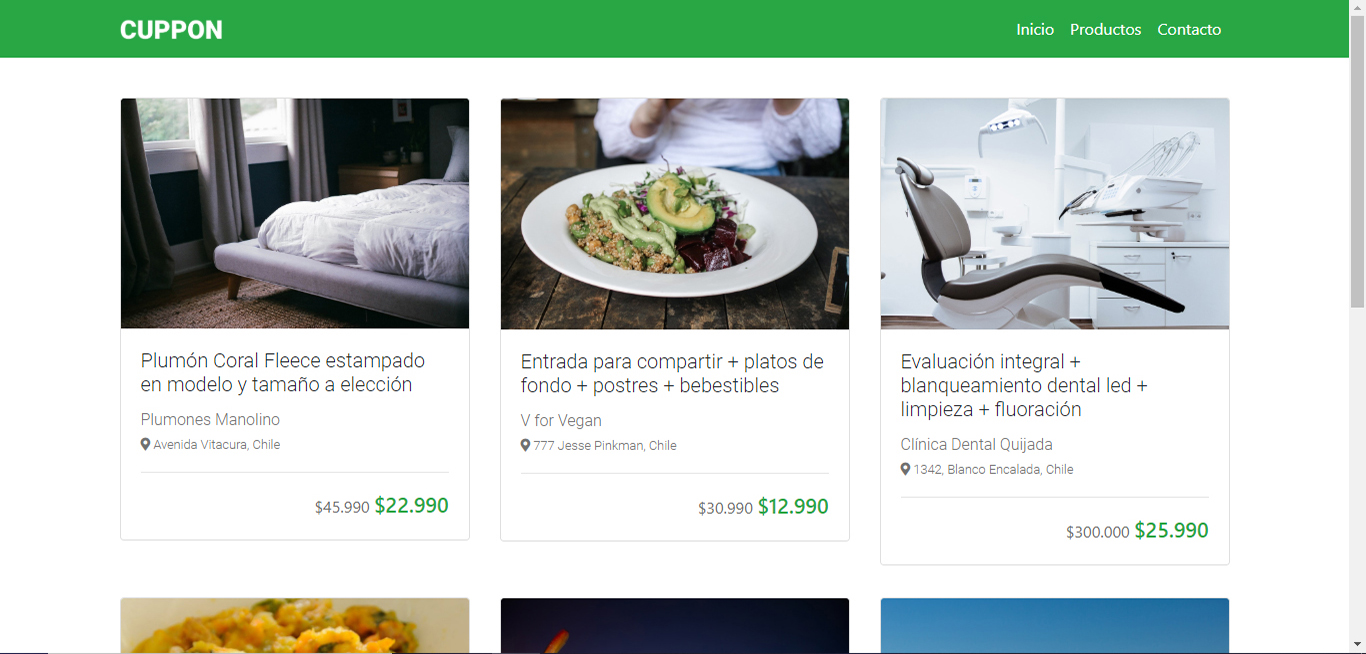 CUPPON
Inicio Productos Contacto
Plumón Coral Fleece estampado
en modelo y tamaño a elección
Plumones Manolino
Avenida Vitacura, Chile
$45.990 $22.990
Entrada para compartir + platos de
fondo + postres + bebestibles
V for Vegan
777 Jesse Pinkman, Chile
$30.990 $12.990
Evaluación integral +
blanqueamiento dental led +
limpieza + fluoración
Clínica Dental Quijada
1342, Blanco Encalada, Chile
$300.000 $25.990